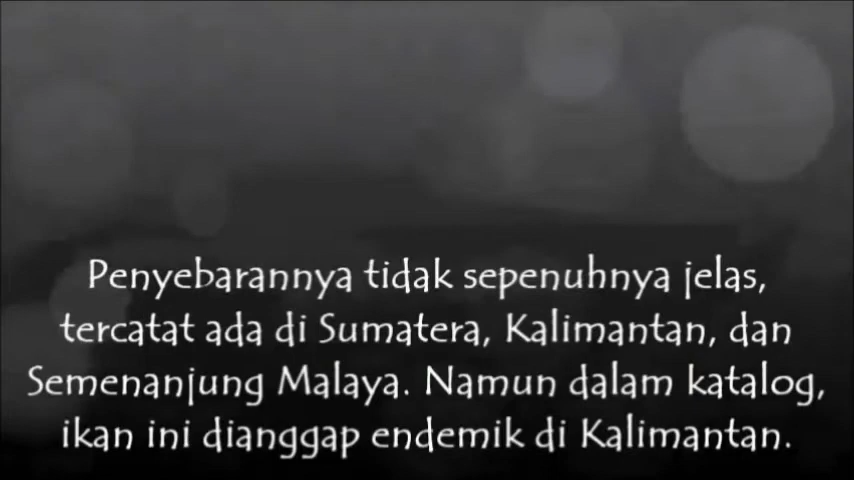 Penyebarannya tidak sepenuhnya jelas,
tercatat ada di Sumatera, Kalimantan, dan
Semenanjung Malaya. Namun dalam katalog,
ikan ini dianggap endemik di Kalimantan.